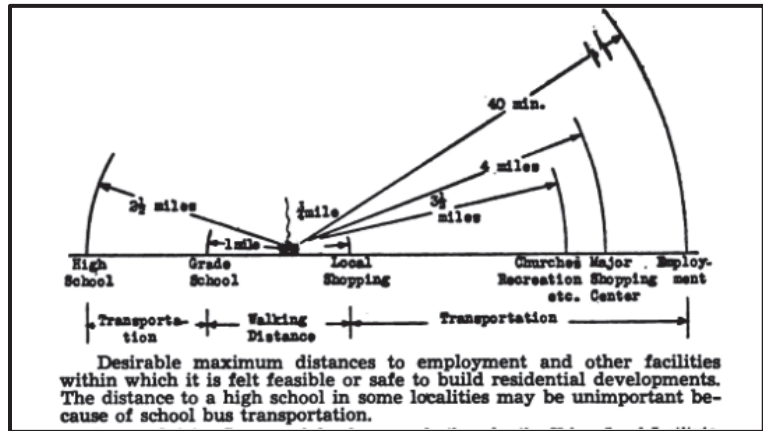 40 min.
4 miles
3½
miles
2½ miles
mile
1 mile
High
School
Grade
School
Local
Shopping
Churches
Recreation
etc.
Major
Shopping
Center
Employ-
ment
Transporta-
tion
Walking
Distance
Transportation
Desirable maximum distances to employment and other facilities
within which it is felt feasible or safe to build residential developments.
The distance to a high school in some localities may be unimportant be-
cause of school bus transportation.